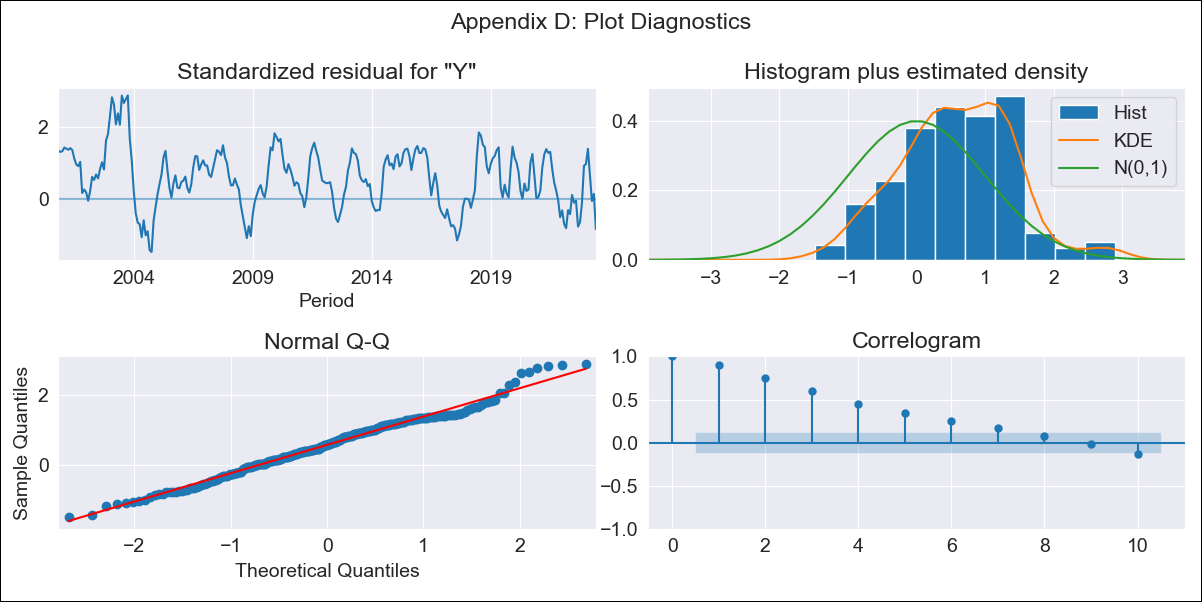 Appendix D: Plot Diagnostics
Standardized residual for "Y"
2
0
2004 2009 2014 2019
Period
Histogram plus estimated density
0.4
0.2
0.0
Hist
KDE
N(0,1)
−3 −2 −1 0 1 2 3
Normal Q-Q
Sample Quantiles
2
0
−2 −1 0 1 2
Theoretical Quantiles
Correlogram
1.0
0.5
0.0
−0.5
−1.0
0 2 4 6 8 10